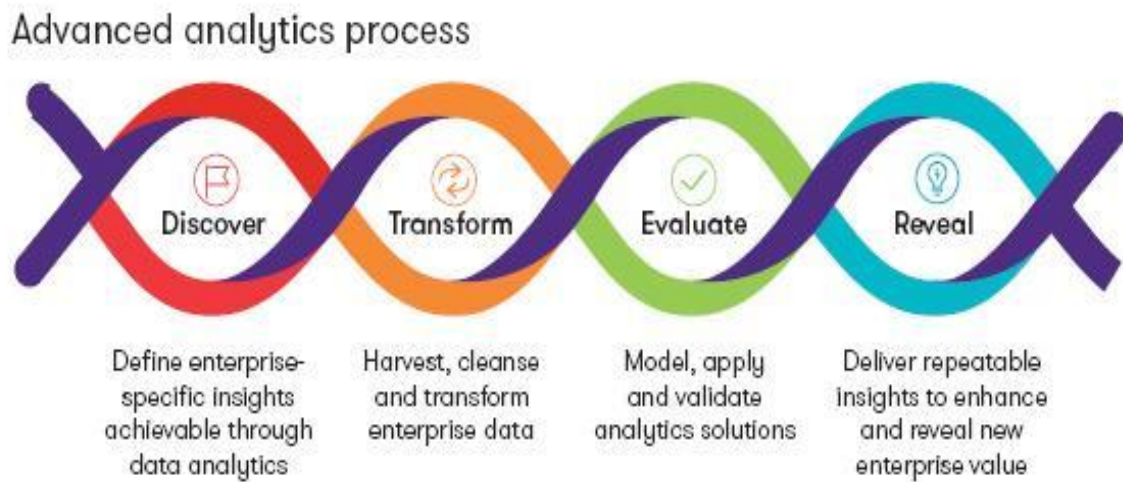 Advanced analytics process
Discover
Transform
Evaluate
Reveal
Define enterprise-
specific insights
achievable through
data analytics
Harvest, cleanse
and transform
enterprise data
Model, apply
and validate
analytics solutions
Deliver repeatable
insights to enhance
and reveal new
enterprise value